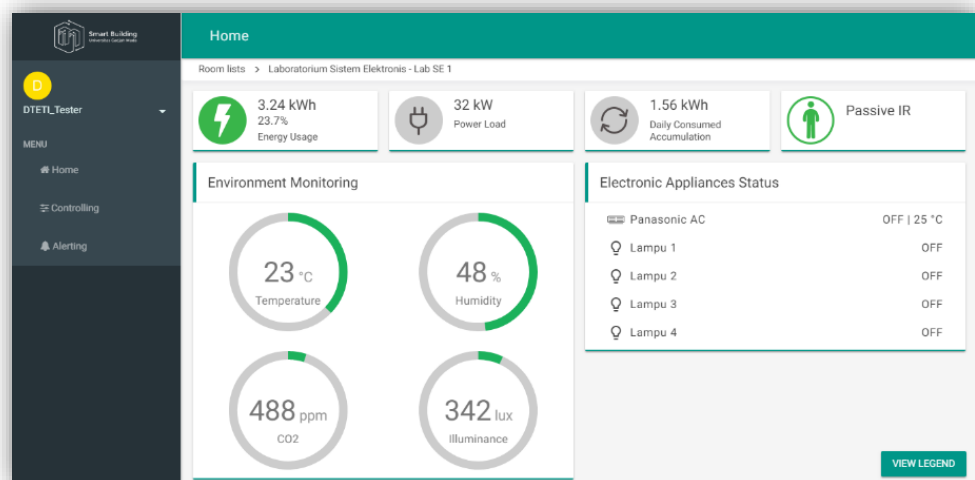 Smart Building
Universitas Gadjah Mada
Home
D
DTETI_Tester
MENU
Home
Controlling
Alerting
Room lists > Laboratorium Sistem Elektronis - Lab SE 1
3.24 kWh
23.7%
Energy Usage
32 kW
Power Load
1.56 kWh
Daily Consumed
Accumulation
Passive IR
Environment Monitoring
23 °C
Temperature
48 %
Humidity
488 ppm
CO2
342 lux
Illuminance
Electronic Appliances Status
Panasonic AC OFF | 25 °C
Lampu 1 OFF
Lampu 2 OFF
Lampu 3 OFF
Lampu 4 OFF
VIEW LEGEND